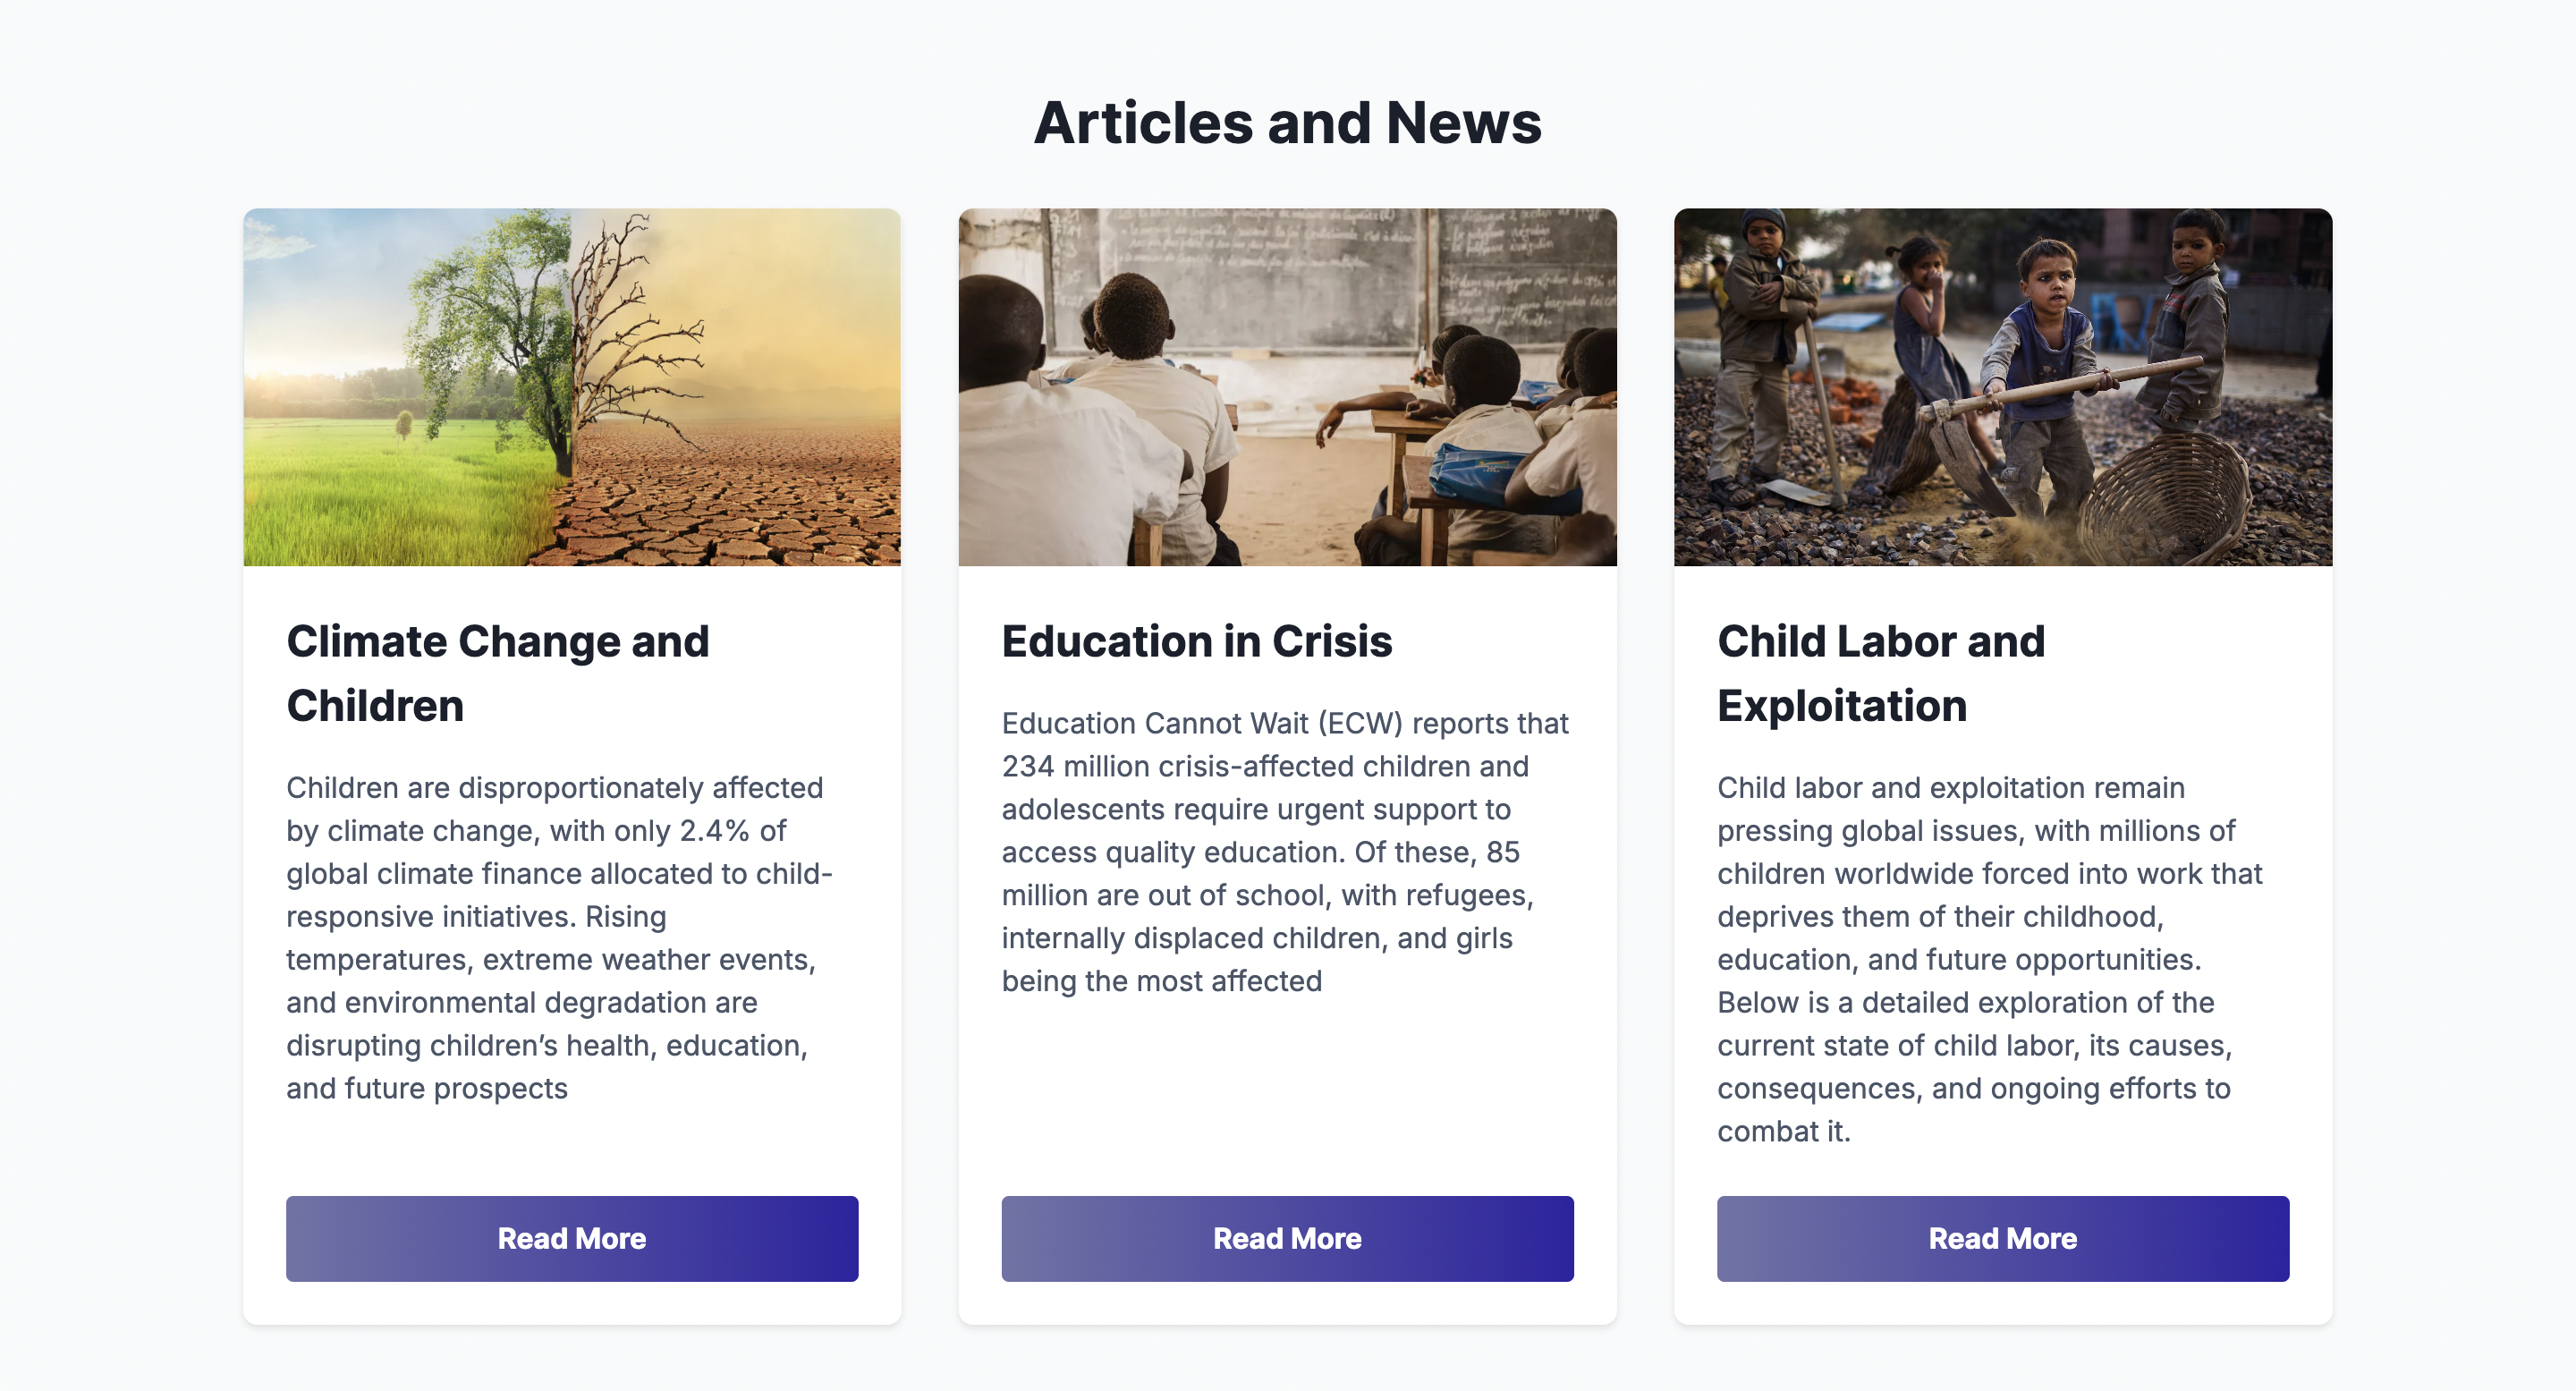 Articles and News
Climate Change and
Children
Children are disproportionately affected
by climate change, with only 2.4% of
global climate finance allocated to child-
responsive initiatives. Rising
temperatures, extreme weather events,
and environmental degradation are
disrupting children’s health, education,
and future prospects
Read More
Education in Crisis
Education Cannot Wait (ECW) reports that
234 million crisis-affected children and
adolescents require urgent support to
access quality education. Of these, 85
million are out of school, with refugees,
internally displaced children, and girls
being the most affected
Read More
Child Labor and
Exploitation
Child labor and exploitation remain
pressing global issues, with millions of
children worldwide forced into work that
deprives them of their childhood,
education, and future opportunities.
Below is a detailed exploration of the
current state of child labor, its causes,
consequences, and ongoing efforts to
combat it.
Read More